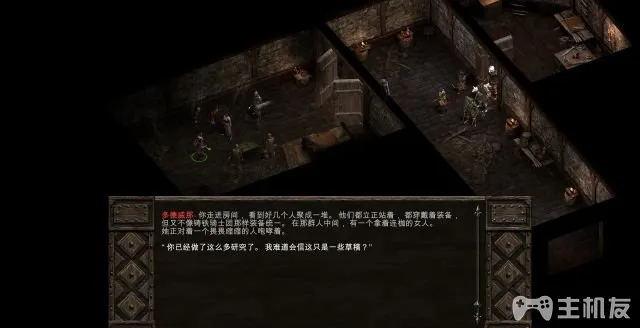 多德威那-你走进房间，看到好几个人聚成一堆。他们都立正站着，都穿戴着装备，
但又不像铸铁骑士团那样装备统一。在那群人中间，有一个拿着连枷的女人。
她正对着一个畏畏缩缩的人咆哮着。
“你已经做了这么多研究了。我难道会信这只是一些草稿？”
主机友